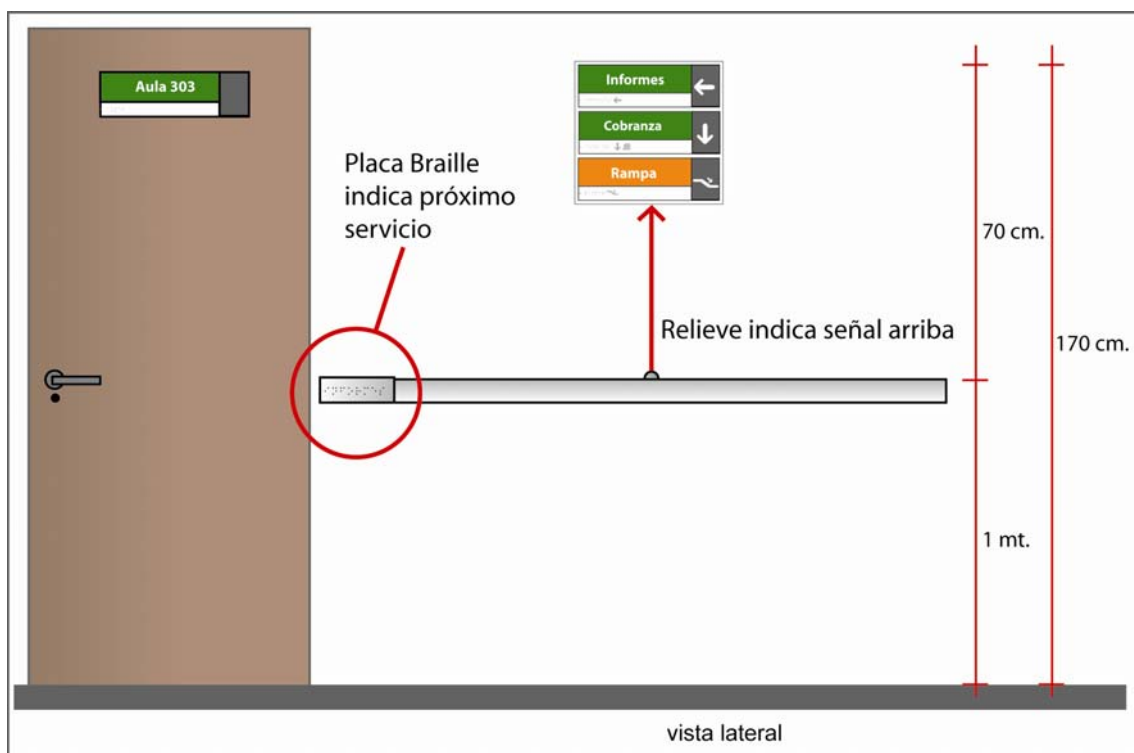 Aula 303
Informes
Cobranza
Rampa
Placa Braille
indica próximo
servicio
Relieve indica señal arriba
70 cm.
170 cm.
1 mt.
vista lateral